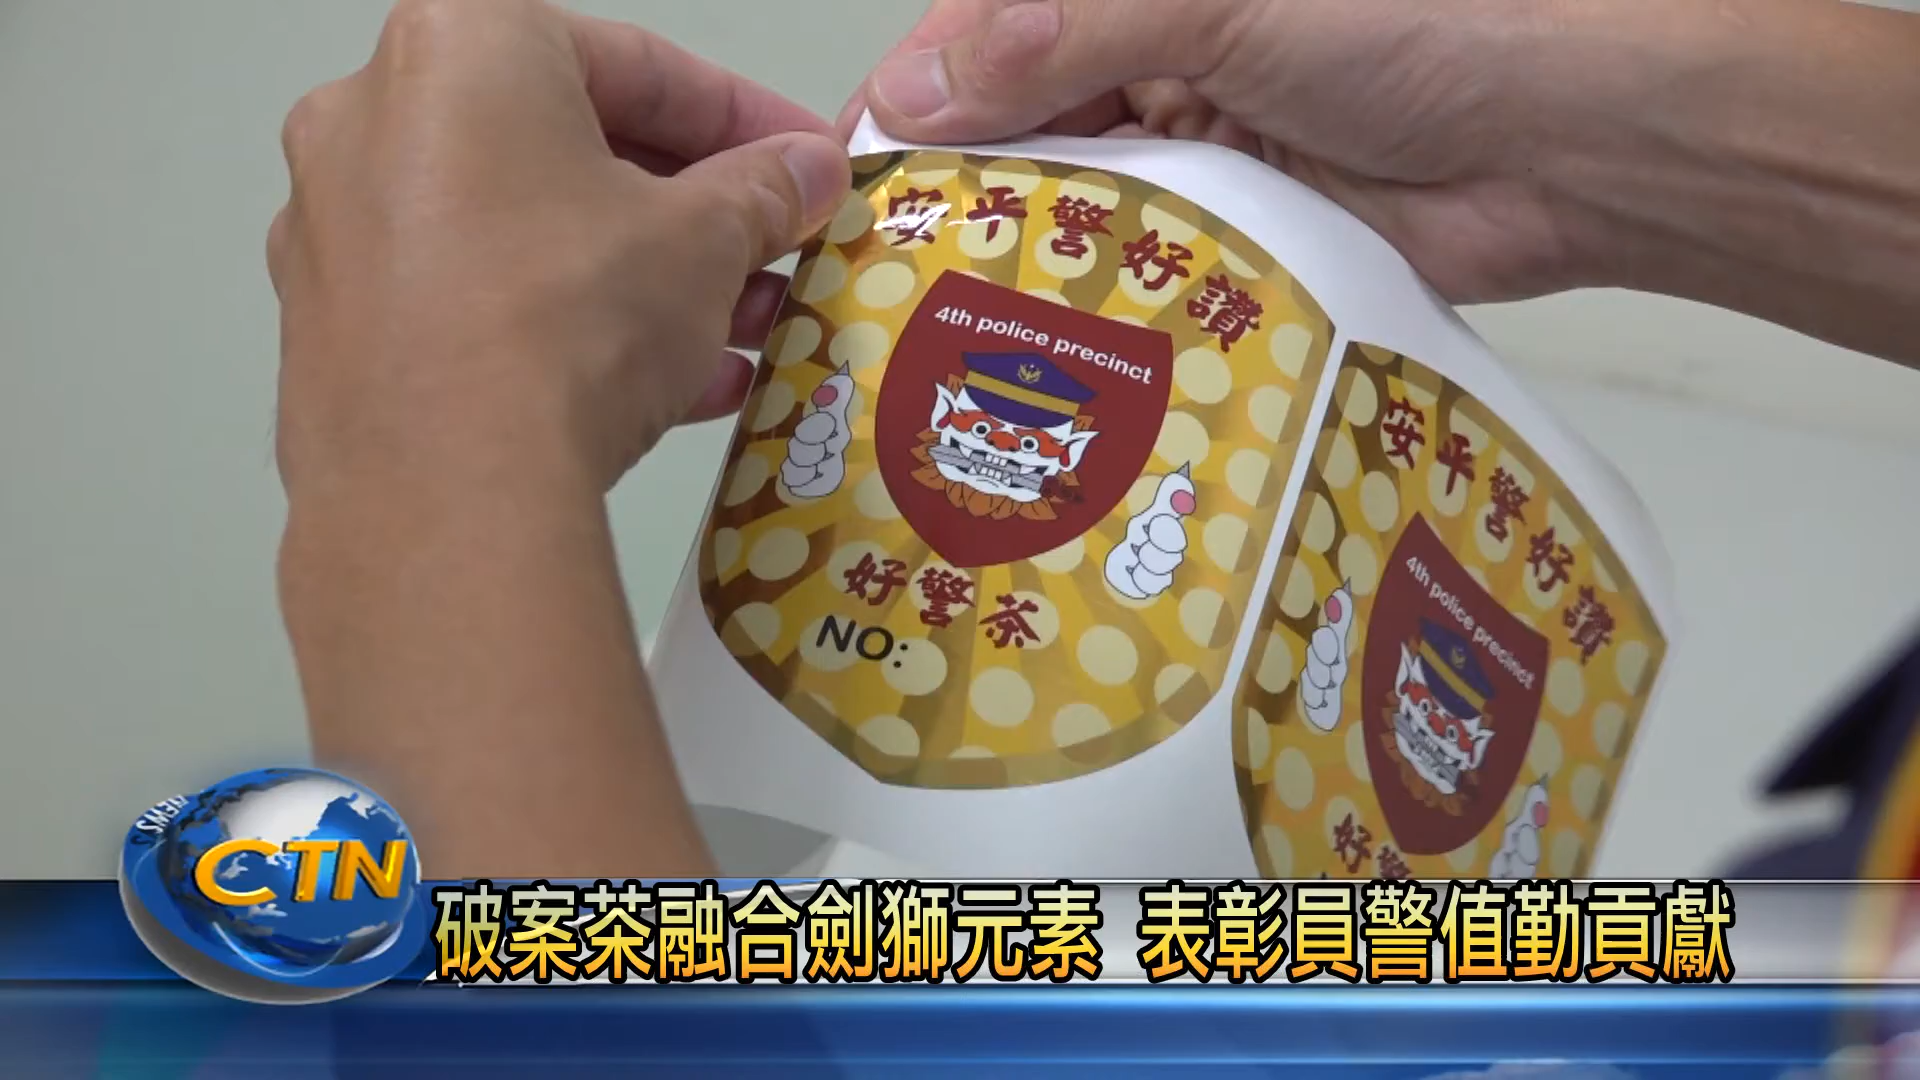 安平警好讚
4th police precinct
好警茶
NO:
安平警好讚
4th police precinct
好警
NEWS
CTN
破案茶融合劍獅元素 表彰員警值勤貢獻